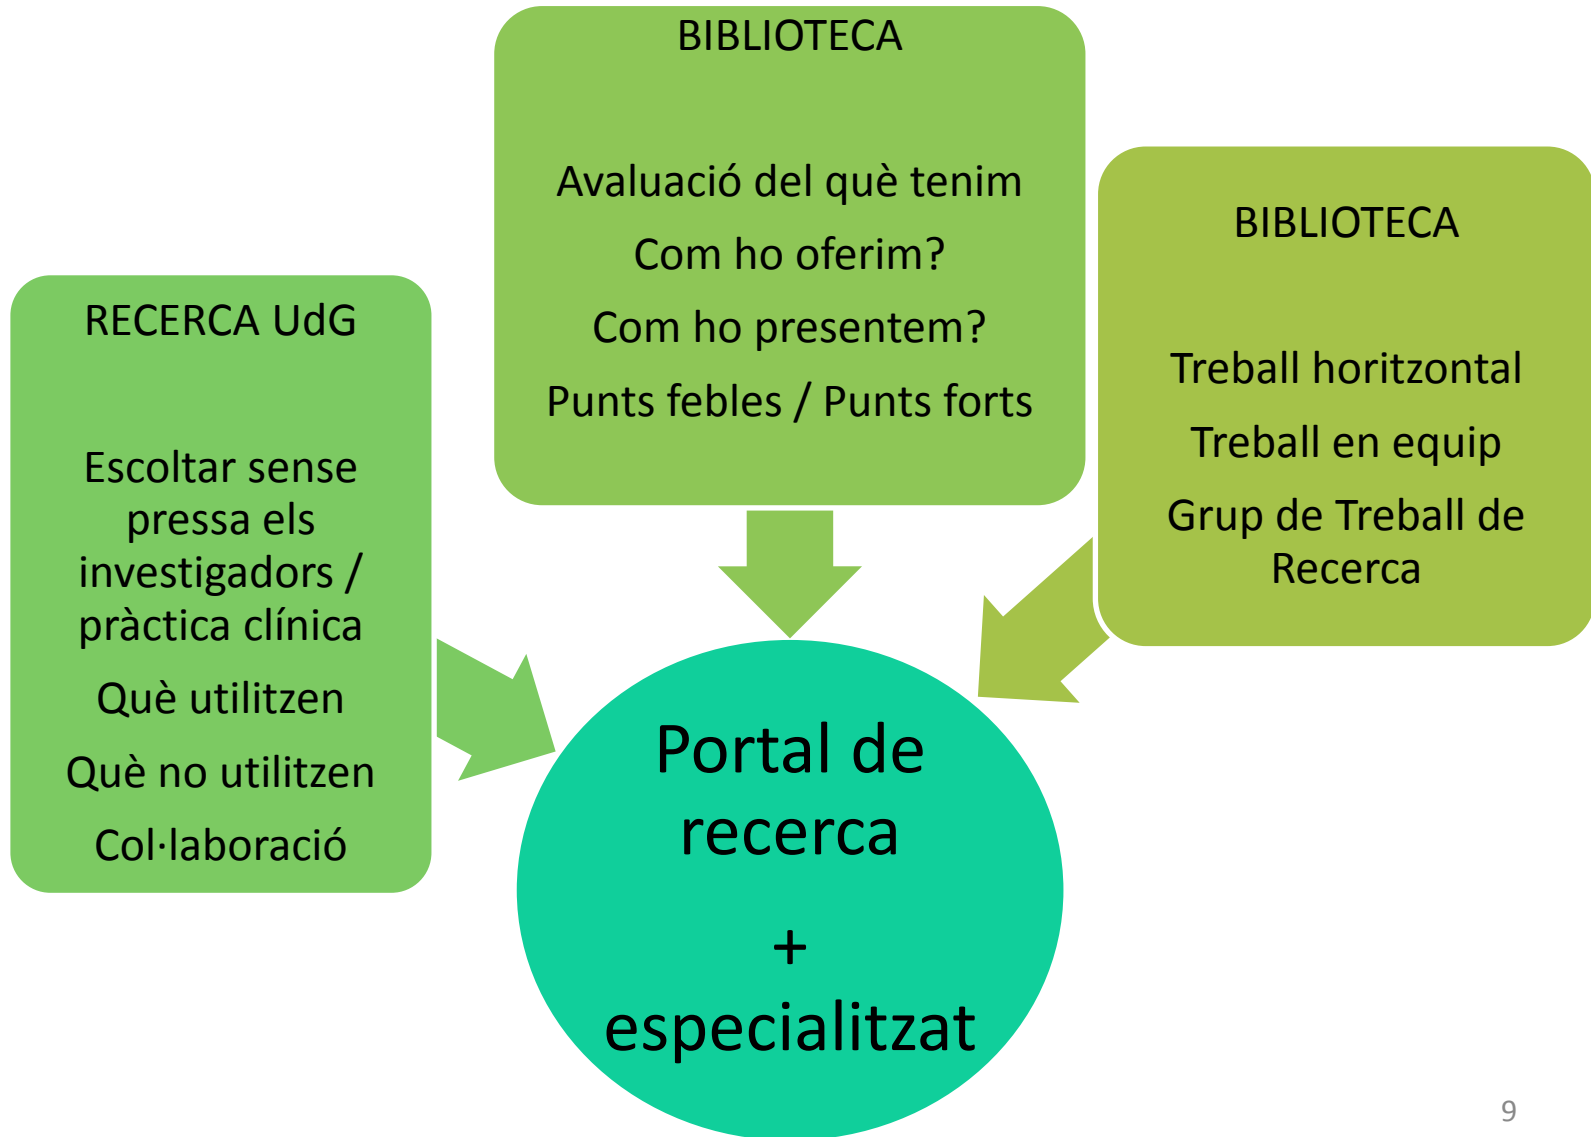 RECERCA UdG
Escoltar sense
pressa els
investigadors /
pràctica clínica
Què utilitzen
Què no utilitzen
Col·laboració
BIBLIOTECA
Avaluació del què tenim
Com ho oferim?
Com ho presentem?
Punts febles / Punts forts
BIBLIOTECA
Treball horitzontal
Treball en equip
Grup de Treball de
Recerca
Portal de
recerca
+
especialitzat
9